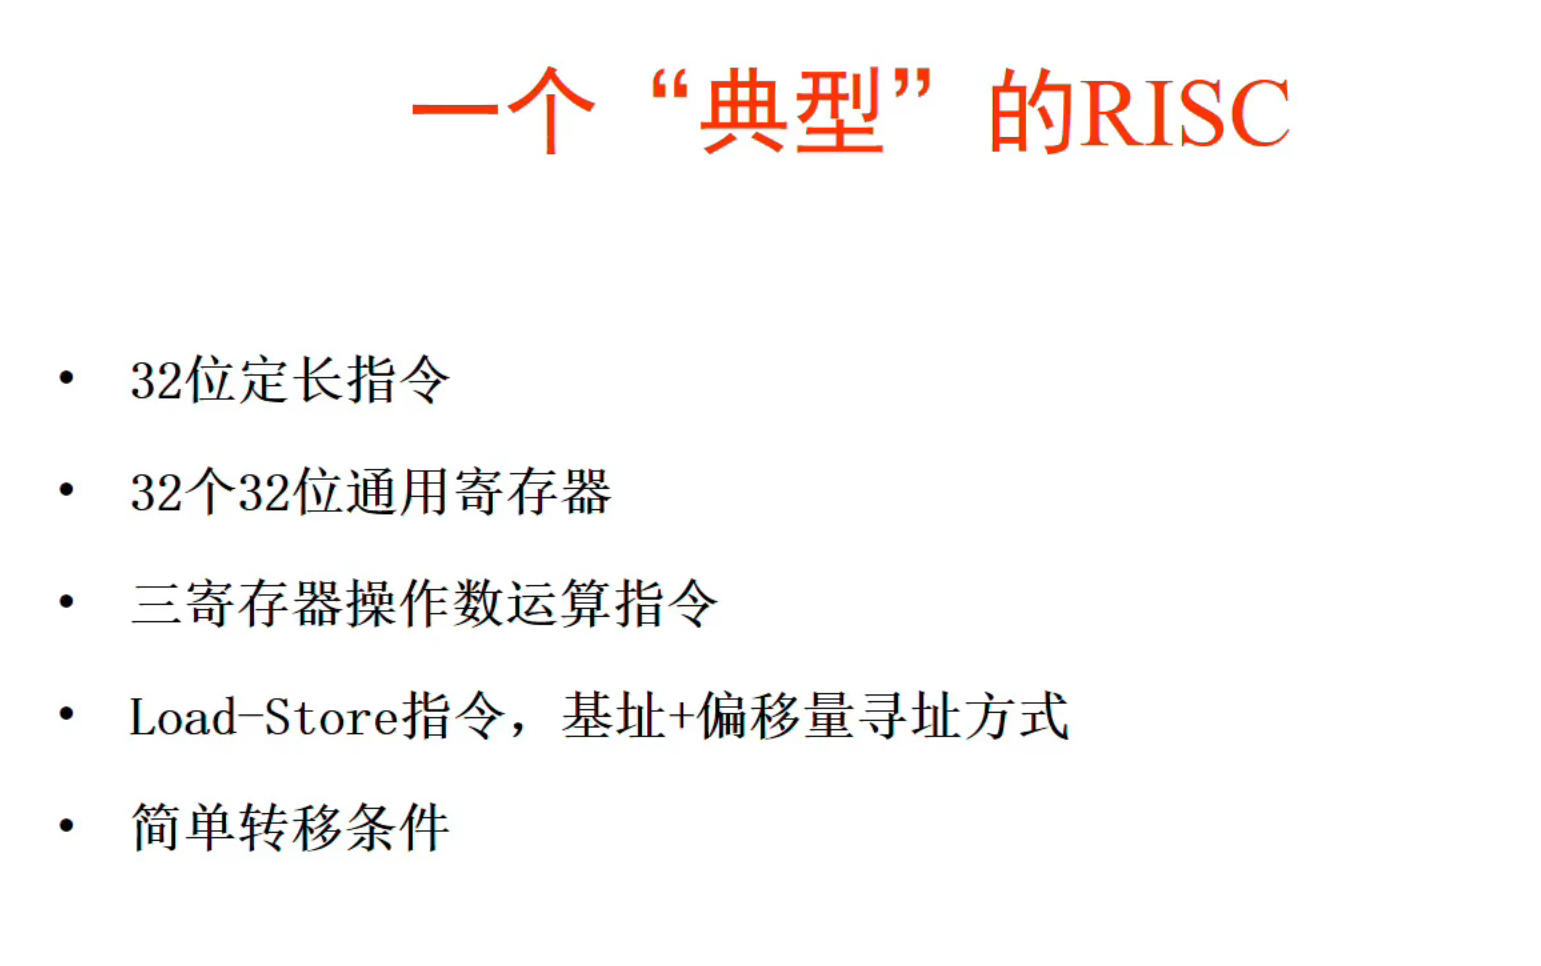 一个“典型”的RISC
• 32位定长指令
• 32个32位通用寄存器
• 三寄存器操作数运算指令
• Load-Store指令，基址+偏移量寻址方式
• 简单转移条件